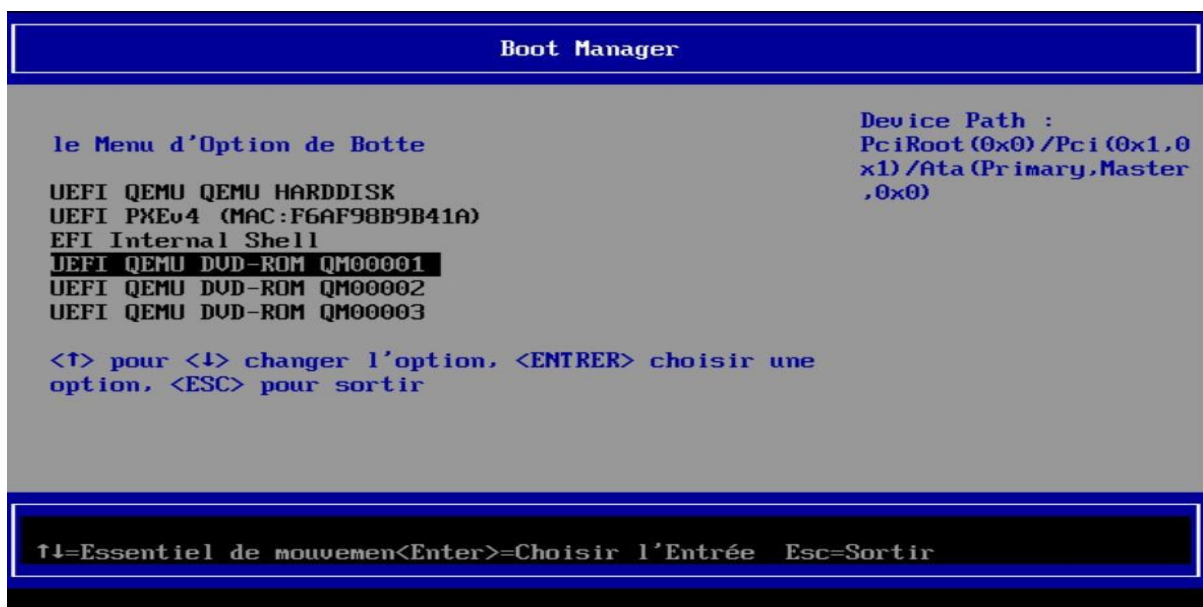 Boot Manager
le Menu d'Option de Botte
UEFI QEMU QEMU HARDDISK
UEFI PXEv4 (MAC:F6AF98B9B41A)
EFI Internal Shell
UEFI QEMU DVD-ROM QM00001
UEFI QEMU DVD-ROM QM00002
UEFI QEMU DVD-ROM QM00003
<↑> pour <↓> changer l'option, <ENTRER> choisir une
option, <ESC> pour sortir
Device Path :
PciRoot(0x0)/Pci(0x1,0
x1)/Ata(Primary,Master
,0x0)
↑↓=Essentiel de mouvemen<Enter>=Choisir l'Entrée Esc=Sortir